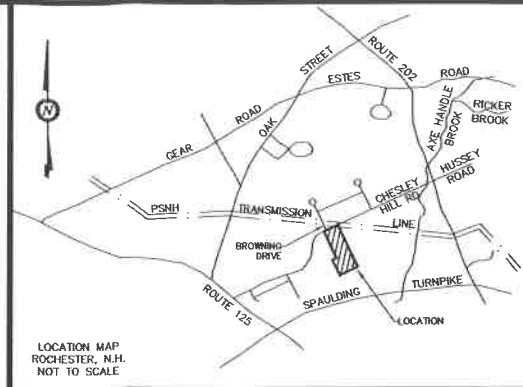 N
STREET
ROUTE 202
ESTES
ROAD
ROAD
GEAR
OAK
AXE HANDLE
BROOK
RICKER
BROOK
HUSSEY
ROAD
CHESLEY
HILL RD.
PSNH
TRANSMISSION
LINE
BROWNING
DRIVE
ROUTE 125
SPAULDING
TURNPIKE
LOCATION
LOCATION MAP
ROCHESTER, N.H.
NOT TO SCALE